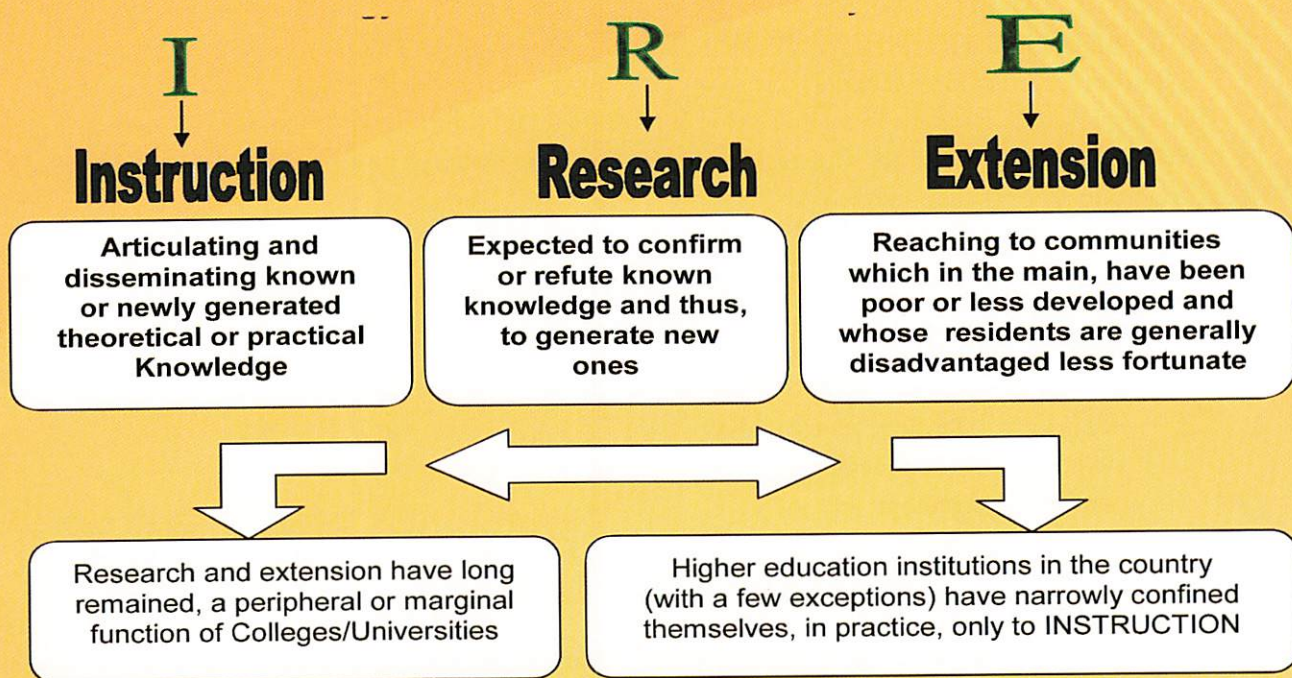 I
R
E
Instruction
Research
Extension
Articulating and
disseminating known
or newly generated
theoretical or practical
Knowledge
Expected to confirm
or refute known
knowledge and thus,
to generate new
ones
Reaching to communities
which in the main, have been
poor or less developed and
whose residents are generally
disadvantaged less fortunate
Research and extension have long
remained, a peripheral or marginal
function of Colleges/Universities
Higher education institutions in the country
(with a few exceptions) have narrowly confined
themselves, in practice, only to INSTRUCTION